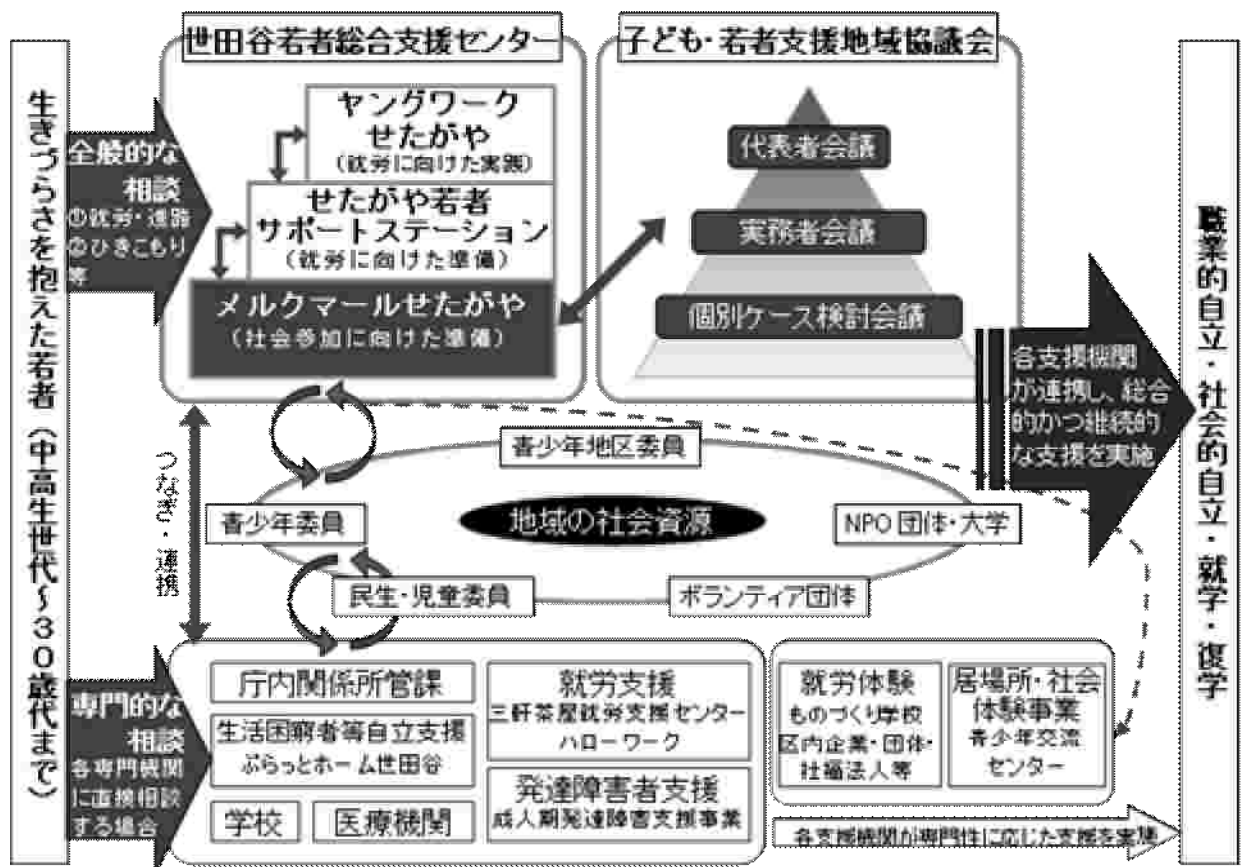 世田谷若者総合支援センター
子ども・若者支援地域協議会
生きづらさを抱えた若者（中高生世代～30歳代まで）
全般的な
相談
①就労・進路
②ひきこもり
等
ヤングワーク
せたがや
（就労に向けた実践）
せたがや若者
サポートステーション
（就労に向けた準備）
メルクマールせたがや
（社会参加に向けた準備）
代表者会議
実務者会議
個別ケース検討会議
各支援機関
が連携し、総合
的かつ継続的
な支援を実施
職業的自立・社会的自立・就学・復学
つなぎ・連携
青少年地区委員
青少年委員
地域の社会資源
NPO団体・大学
民生・児童委員
ボランティア団体
専門的な
相談
各専門機関
に直接相談
する場合
庁内関係所管課
生活困窮者等自立支援
ぷらっとホーム世田谷
学校
医療機関
就労支援
三軒茶屋就労支援センター
ハローワーク
発達障害者支援
成人期発達障害支援事業
就労体験
ものづくり学校
区内企業・団体・
社福法人等
居場所・社会
体験事業
青少年交流
センター
各支援機関が専門性に応じた支援を実施